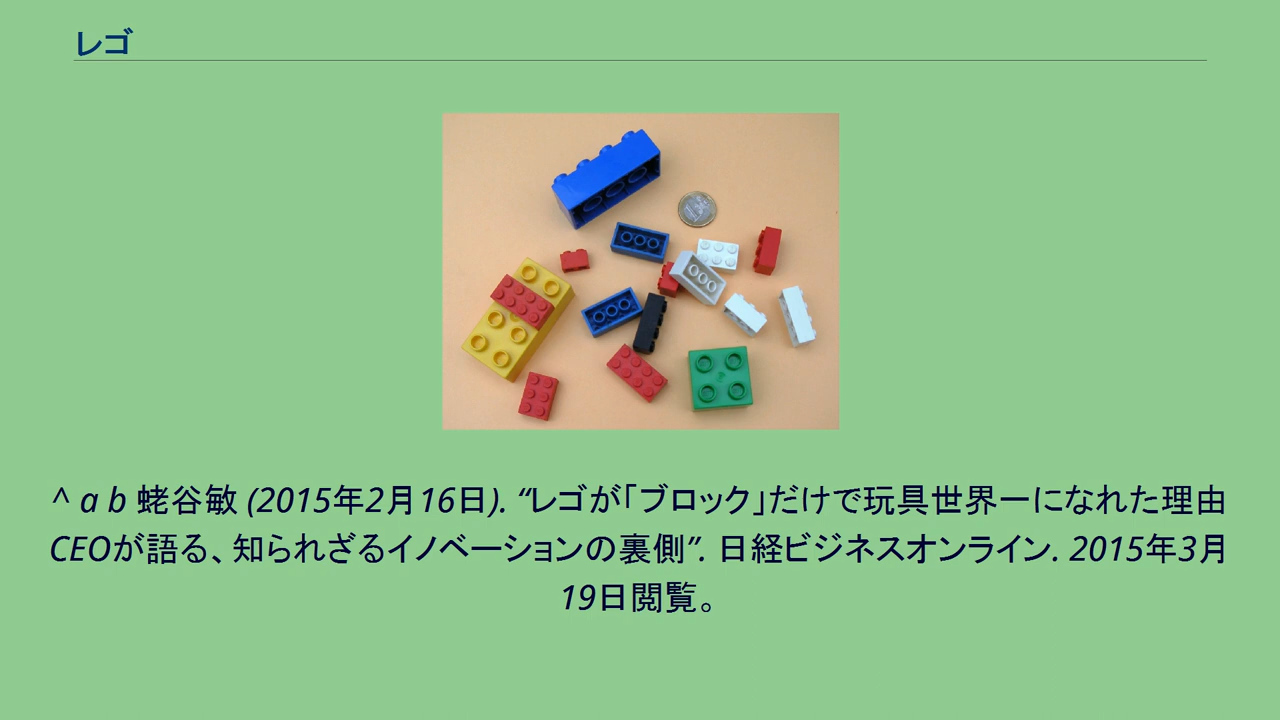 レゴ
^ a b 蛯谷敏 (2015年2月16日). “レゴが「ブロック」だけで玩具世界一になれた理由
CEOが語る、知られざるイノベーションの裏側”. 日経ビジネスオンライン. 2015年3月
19日閲覧。